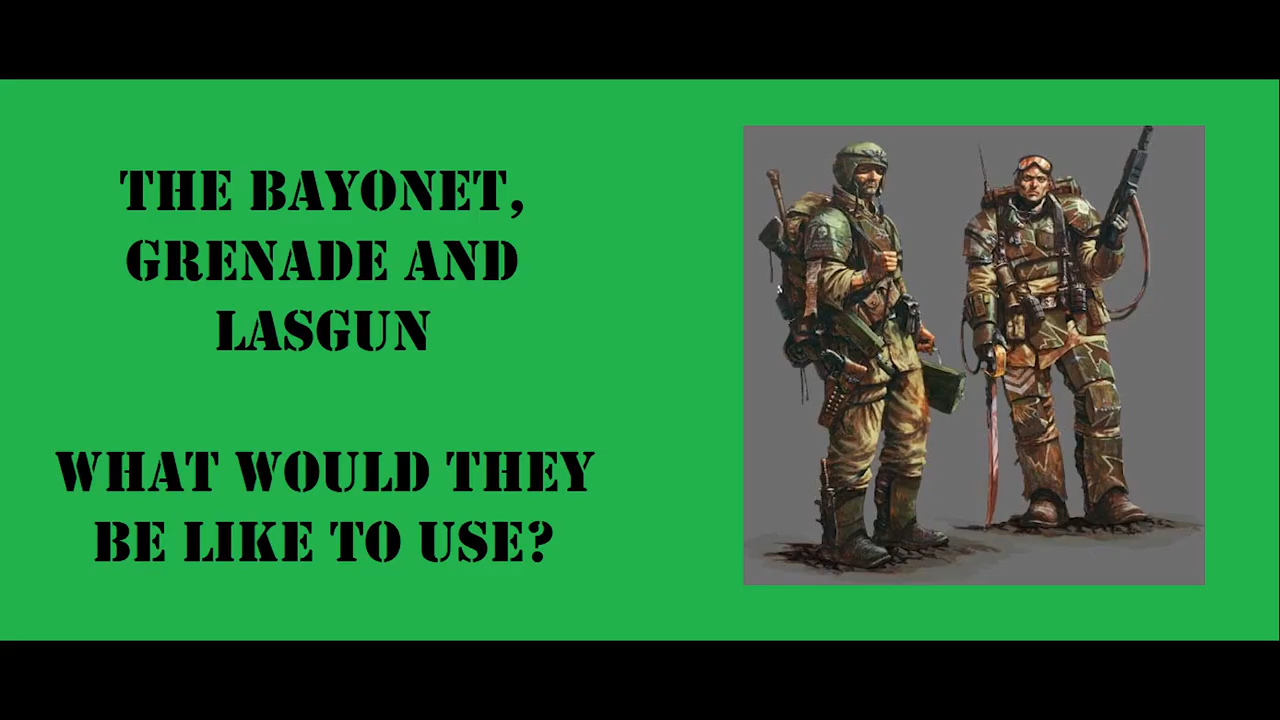 THE BAYONET,
GRENADE AND
LASGUN
WHAT WOULD THEY
BE LIKE TO USE?